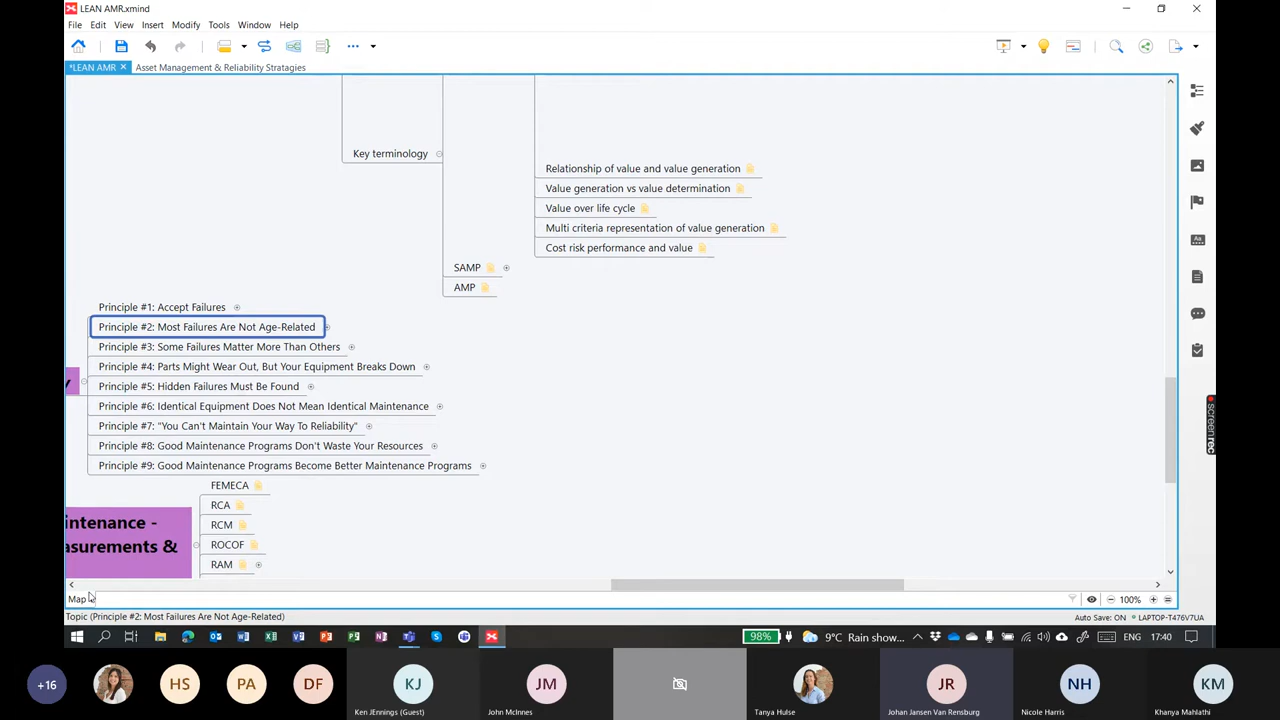 LEAN AMR.xmind
File Edit View Insert Modify Tools Window Help
*LEAN AMR Asset Management & Reliability Stratagies
Key terminology
Relationship of value and value generation
Value generation vs value determination
Value over life cycle
Multi criteria representation of value generation
Cost risk performance and value
SAMP
AMP
Principle #1: Accept Failures
Principle #2: Most Failures Are Not Age-Related
Principle #3: Some Failures Matter More Than Others
Principle #4: Parts Might Wear Out, But Your Equipment Breaks Down
y
Principle #5: Hidden Failures Must Be Found
Principle #6: Identical Equipment Does Not Mean Identical Maintenance
Principle #7: "You Can't Maintain Your Way To Reliability"
Principle #8: Good Maintenance Programs Don't Waste Your Resources
Principle #9: Good Maintenance Programs Become Better Maintenance Programs
FEMECA
RCA
intenance -
asurements &
RCM
ROCOF
RAM
screenrec
Map
100%
Topic (Principle #2: Most Failures Are Not Age-Related)
Auto Save: ON LAPTOP-T476V7UA
98% 9°C Rain show... ENG 17:40
+16 HS PA DF KJ JM JR NH KM
Ken JEnnings (Guest) John McInnes Tanya Hulse Johan Jansen Van Rensburg Nicole Harris Khanya Mahlathi